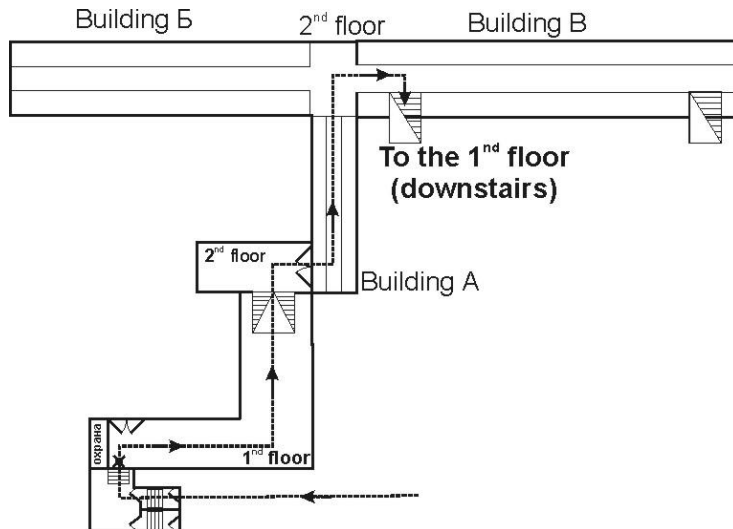 Building Б
2nd floor
Building В
To the 1nd floor
(downstairs)
2nd floor
Building А
охрана
1nd floor